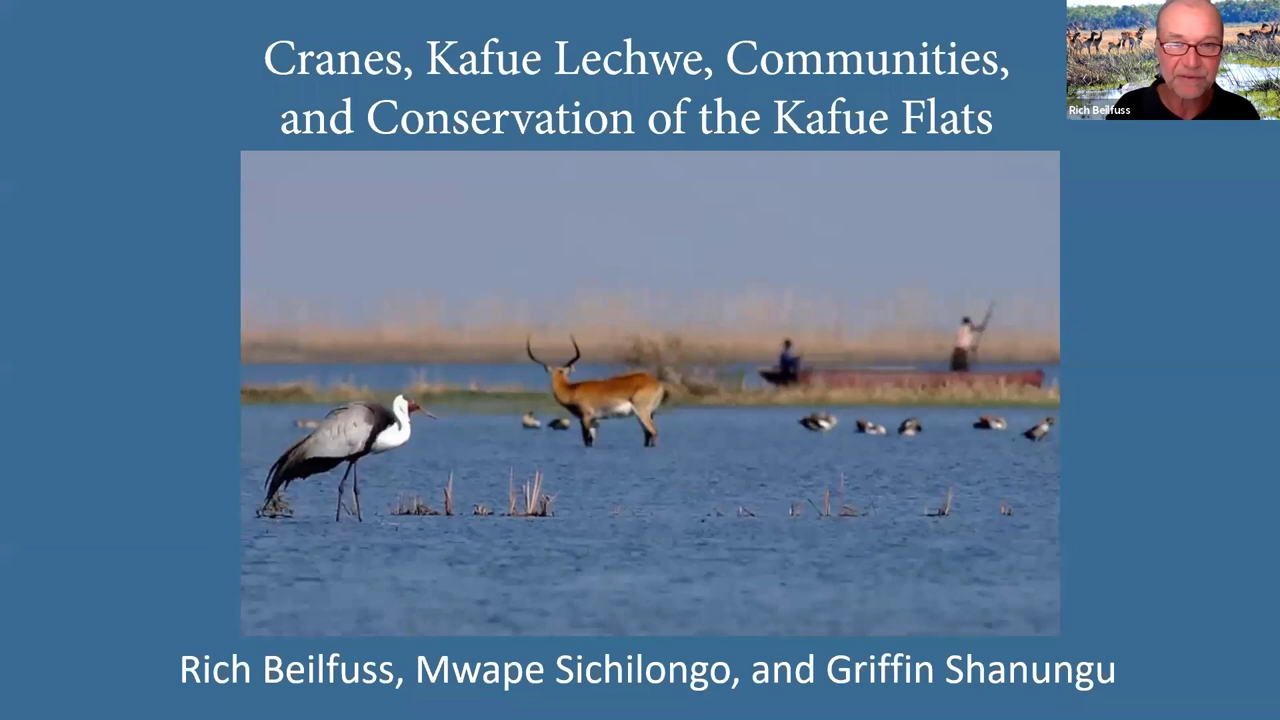 Cranes, Kafue Lechwe, Communities,
and Conservation of the Kafue Flats
Rich Beilfuss
Rich Beilfuss, Mwape Sichilongo, and Griffin Shanungu